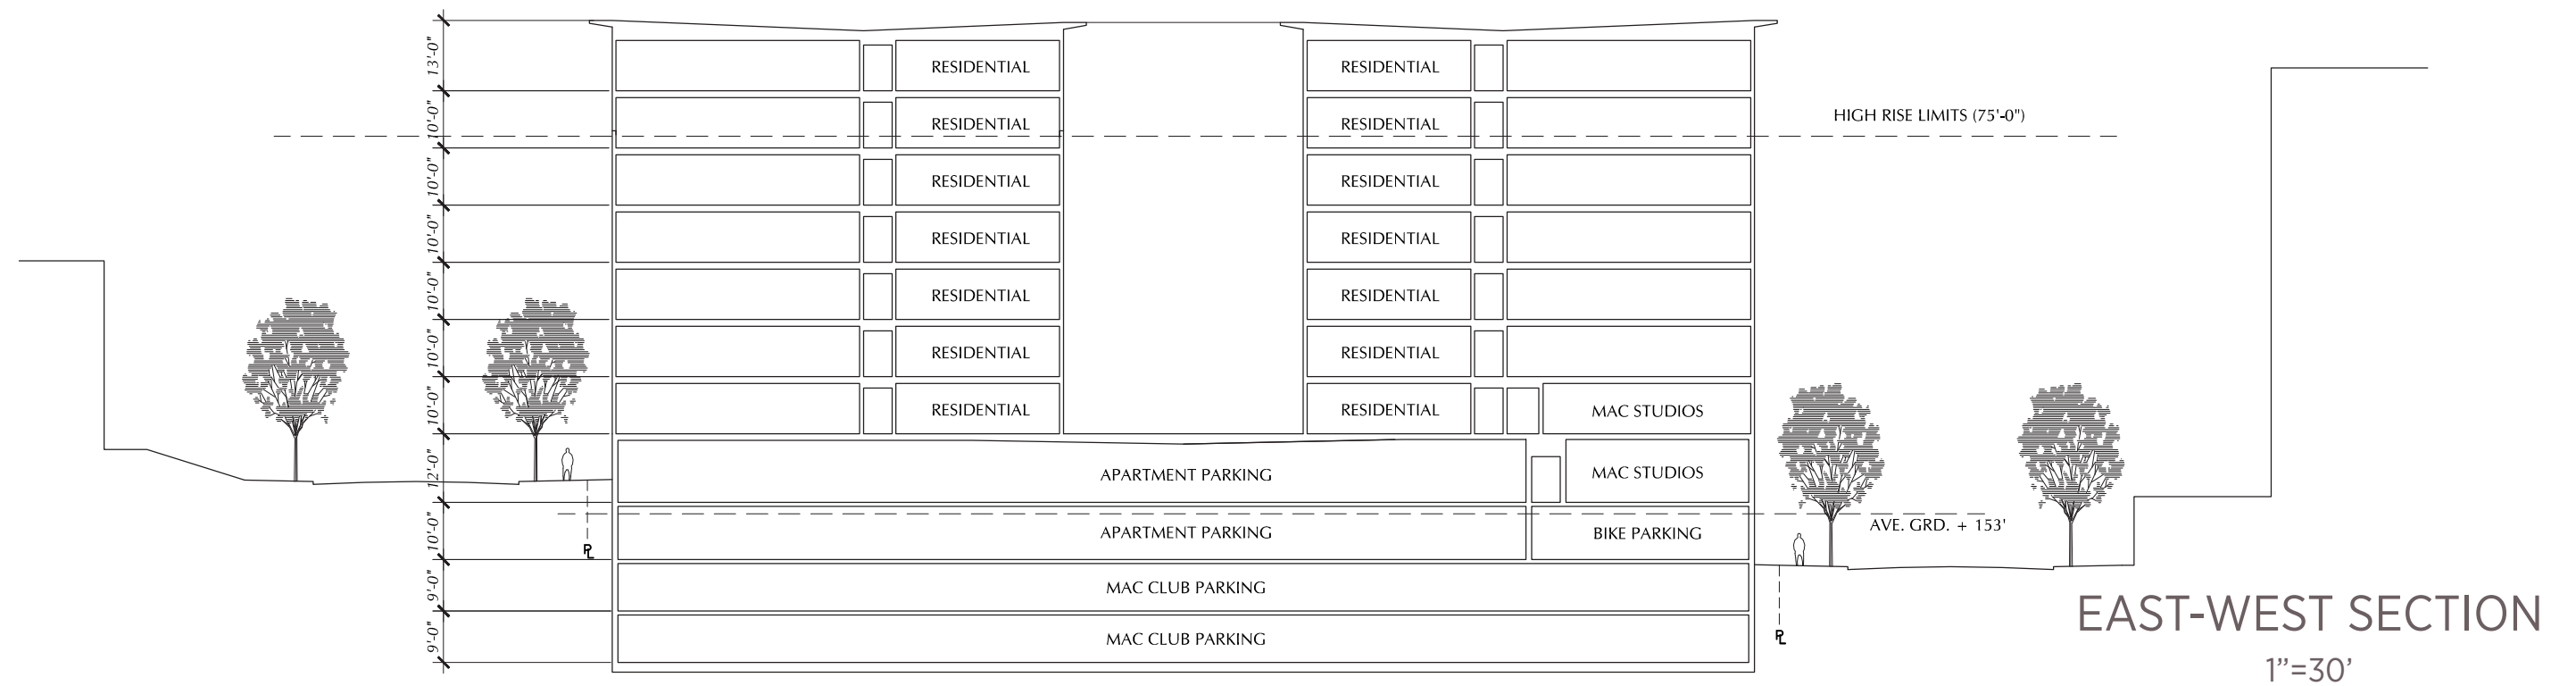 13'-0"
RESIDENTIAL RESIDENTIAL
10'-0"
RESIDENTIAL RESIDENTIAL
HIGH RISE LIMITS (75'-0")
10'-0"
RESIDENTIAL RESIDENTIAL
10'-0"
RESIDENTIAL RESIDENTIAL
10'-0"
RESIDENTIAL RESIDENTIAL
10'-0"
RESIDENTIAL RESIDENTIAL
10'-0"
RESIDENTIAL RESIDENTIAL MAC STUDIOS
12'-0"
APARTMENT PARKING MAC STUDIOS
10'-0"
APARTMENT PARKING BIKE PARKING
AVE. GRD. + 153'
PL
9'-0"
MAC CLUB PARKING
9'-0"
MAC CLUB PARKING
PL
EAST-WEST SECTION
1"=30'